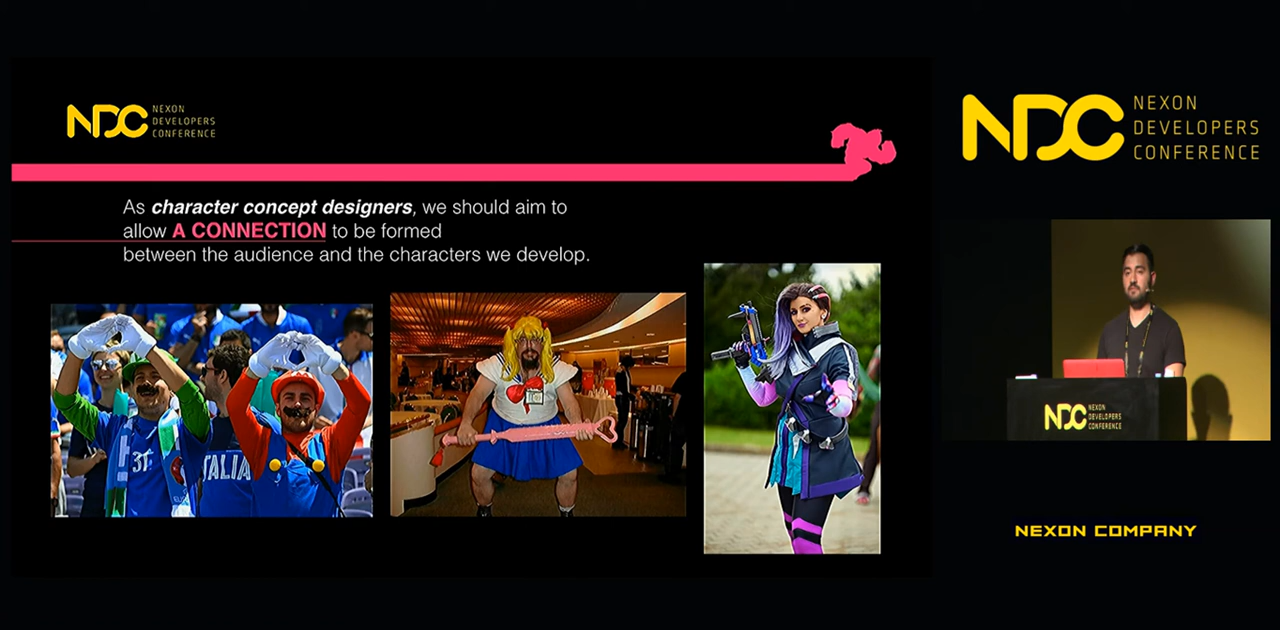 NDC NEXON
DEVELOPERS
CONFERENCE
As character concept designers, we should aim to
allow A CONNECTION to be formed
between the audience and the characters we develop.
ITALIA
NDC NEXON
DEVELOPERS
CONFERENCE
NDC NEXON
DEVELOPERS
CONFERENCE
NEXON COMPANY